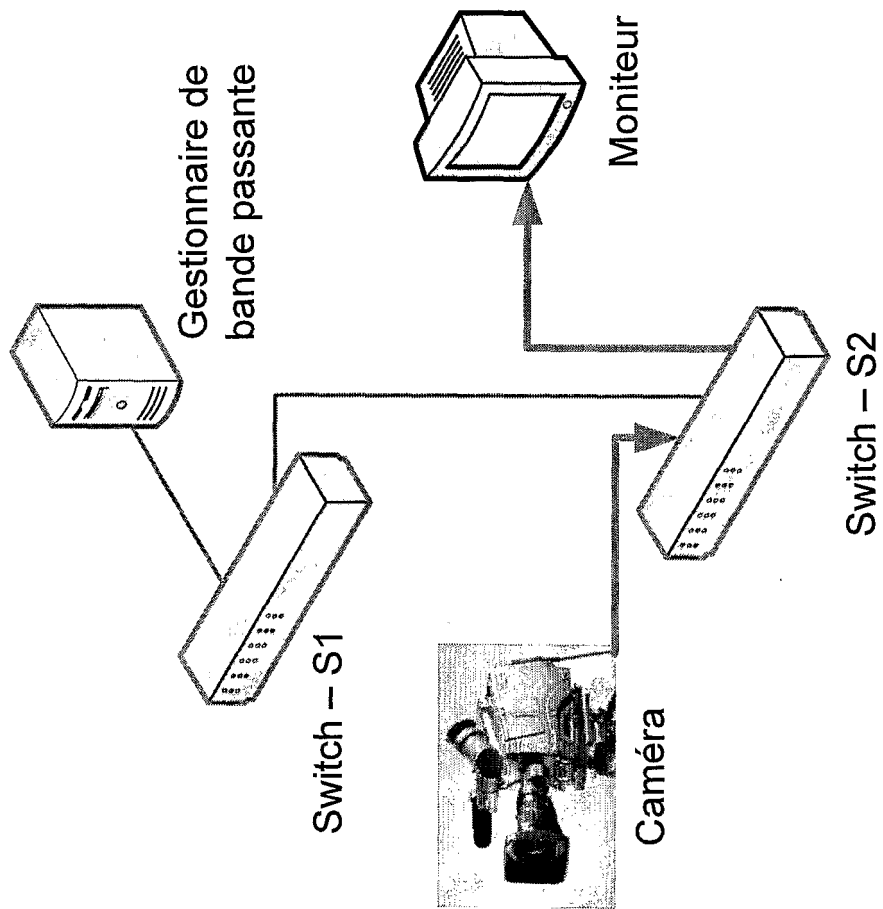 Gestionnaire de
bande passante
Switch – S1
Moniteur
Caméra
Switch – S2